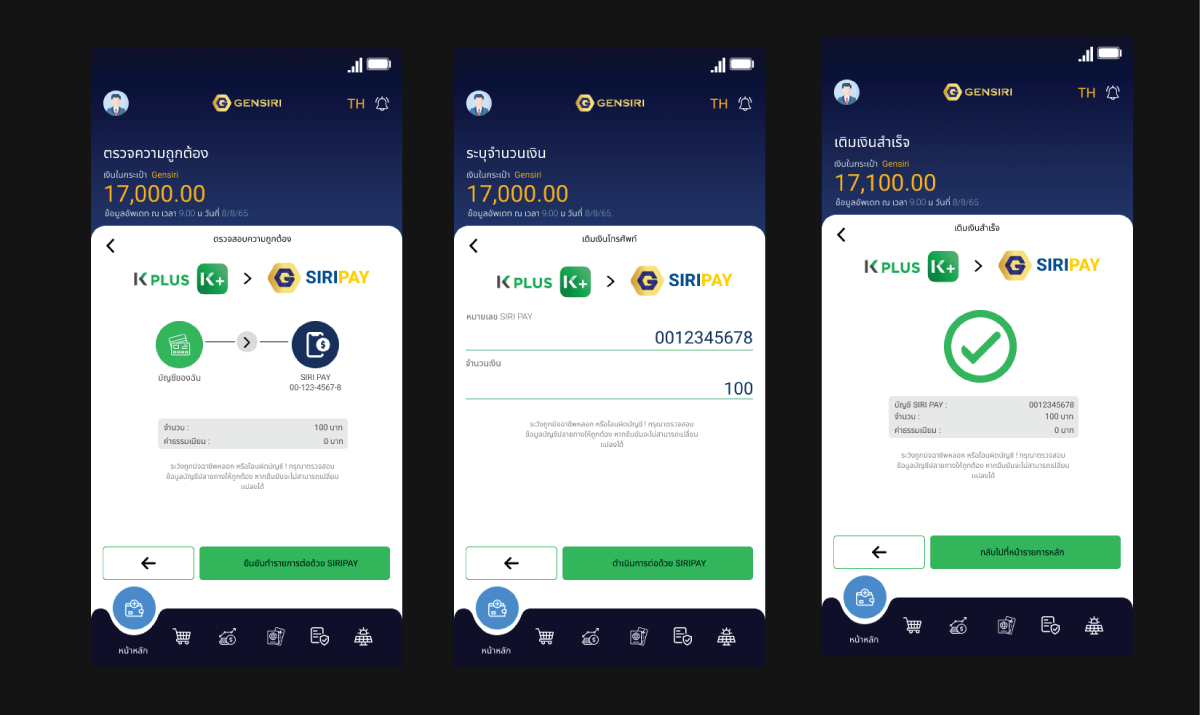 GENSIRI
TH
ตรวจความถูกต้อง
เงินในกระเป๋า Gensiri
17,000.00
ข้อมูลอัพเดท ณ เวลา 9.00 น วันที่ 8/8/65 .
ตรวจสอบความถูกต้อง
K PLUS K+ > G SIRIPAY
บัญชีของฉัน
SIRI PAY
00-123-4567-8
จำนวน : 100 บาท
ค่าธรรมเนียม : 0 บาท
ระวังถูกมิจฉาชีพหลอก หรือโอนผิดบัญชี ! กรุณาตรวจสอบ
ข้อมูลบัญชีปลายทางให้ถูกต้อง หากยืนยันจะไม่สามารถเปลี่ยน
แปลงได้
ยืนยันทำรายการต่อด้วย SIRIPAY
หน้าหลัก
GENSIRI
TH
ระบุจำนวนเงิน
เงินในกระเป๋า Gensiri
17,000.00
ข้อมูลอัพเดท ณ เวลา 9.00 น วันที่ 8/8/65 .
เติมเงินโทรศัพท์
K PLUS K+ > G SIRIPAY
หมายเลข SIRI PAY
0012345678
จำนวนเงิน
100
ระวังถูกมิจฉาชีพหลอก หรือโอนผิดบัญชี ! กรุณาตรวจสอบ
ข้อมูลบัญชีปลายทางให้ถูกต้อง หากยืนยันจะไม่สามารถเปลี่ยน
แปลงได้
ดำเนินการต่อด้วย SIRIPAY
หน้าหลัก
GENSIRI
TH
เติมเงินสำเร็จ
เงินในกระเป๋า Gensiri
17,100.00
ข้อมูลอัพเดท ณ เวลา 9.00 น วันที่ 8/8/65 .
เติมเงินสำเร็จ
K PLUS K+ > G SIRIPAY
บัญชี SIRI PAY : 0012345678
จำนวน : 100 บาท
ค่าธรรมเนียม : 0 บาท
ระวังถูกมิจฉาชีพหลอก หรือโอนผิดบัญชี ! กรุณาตรวจสอบ
ข้อมูลบัญชีปลายทางให้ถูกต้อง หากยืนยันจะไม่สามารถเปลี่ยน
แปลงได้
กลับไปที่หน้ารายการหลัก
หน้าหลัก